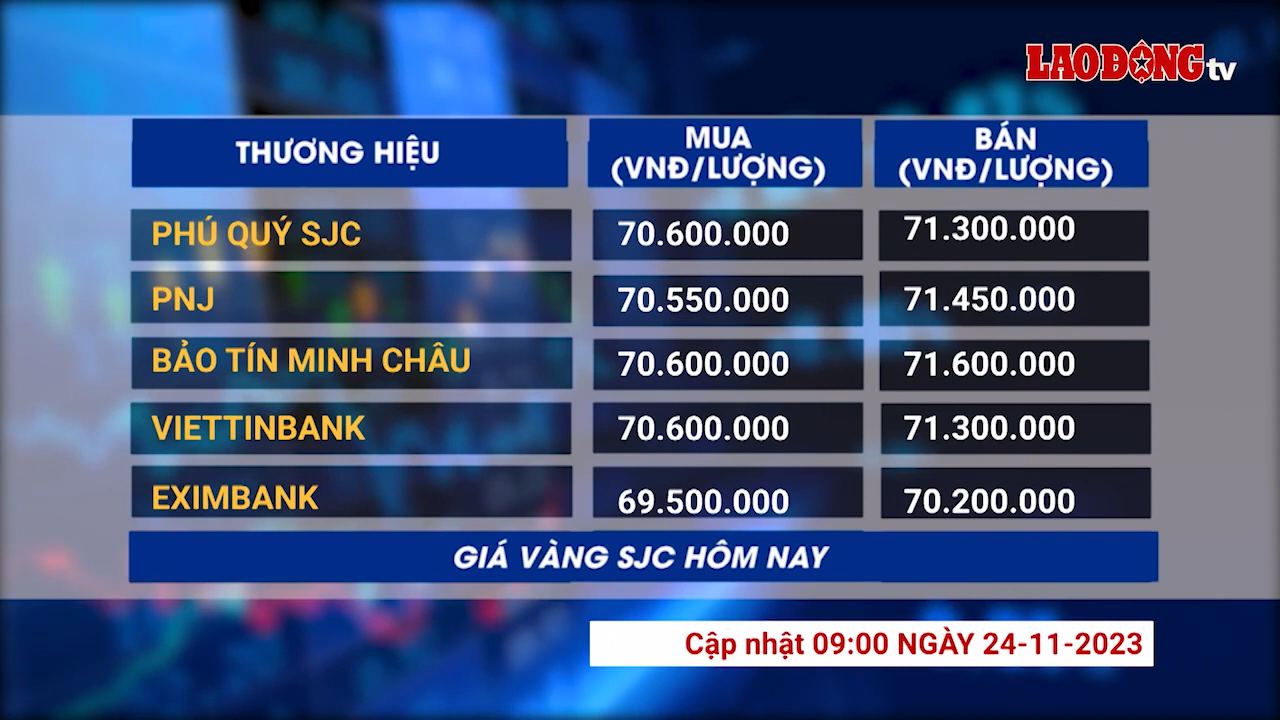 LAO ĐỘNG tv
THƯƠNG HIỆU
MUA
(VNĐ/LƯỢNG)
BÁN
(VNĐ/LƯỢNG)
PHÚ QUÝ SJC 70.600.000 71.300.000
PNJ 70.550.000 71.450.000
BẢO TÍN MINH CHÂU 70.600.000 71.600.000
VIETTINBANK 70.600.000 71.300.000
EXIMBANK 69.500.000 70.200.000
GIÁ VÀNG SJC HÔM NAY
Cập nhật 09:00 NGÀY 24-11-2023